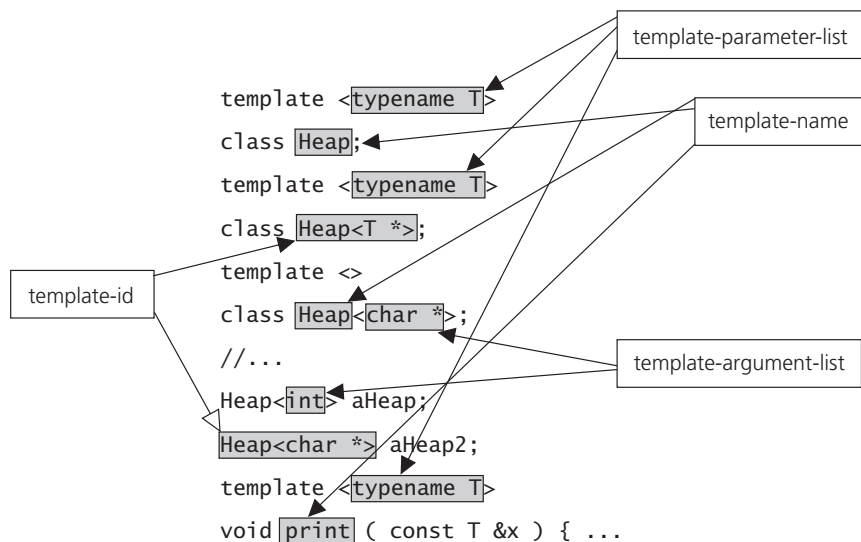 template-parameter-list
template <typename T>
template-name
class Heap;
template <typename T>
class Heap<T *>;
template <>
template-id
class Heap<char *>;
//...
template-argument-list
Heap<int> aHeap;
Heap<char *> aHeap2;
template <typename T>
void print ( const T &x ) { ...